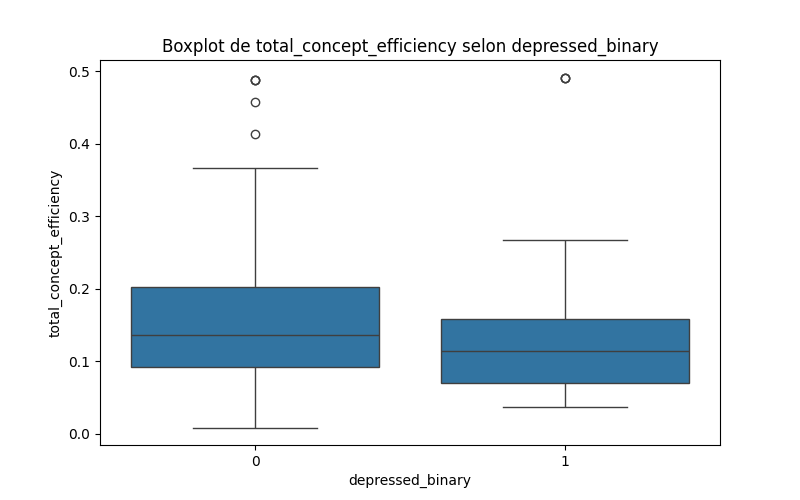 Boxplot de total_concept_efficiency selon depressed_binary
total_concept_efficiency
0.5
0.4
0.3
0.2
0.1
0.0
0
1
depressed_binary